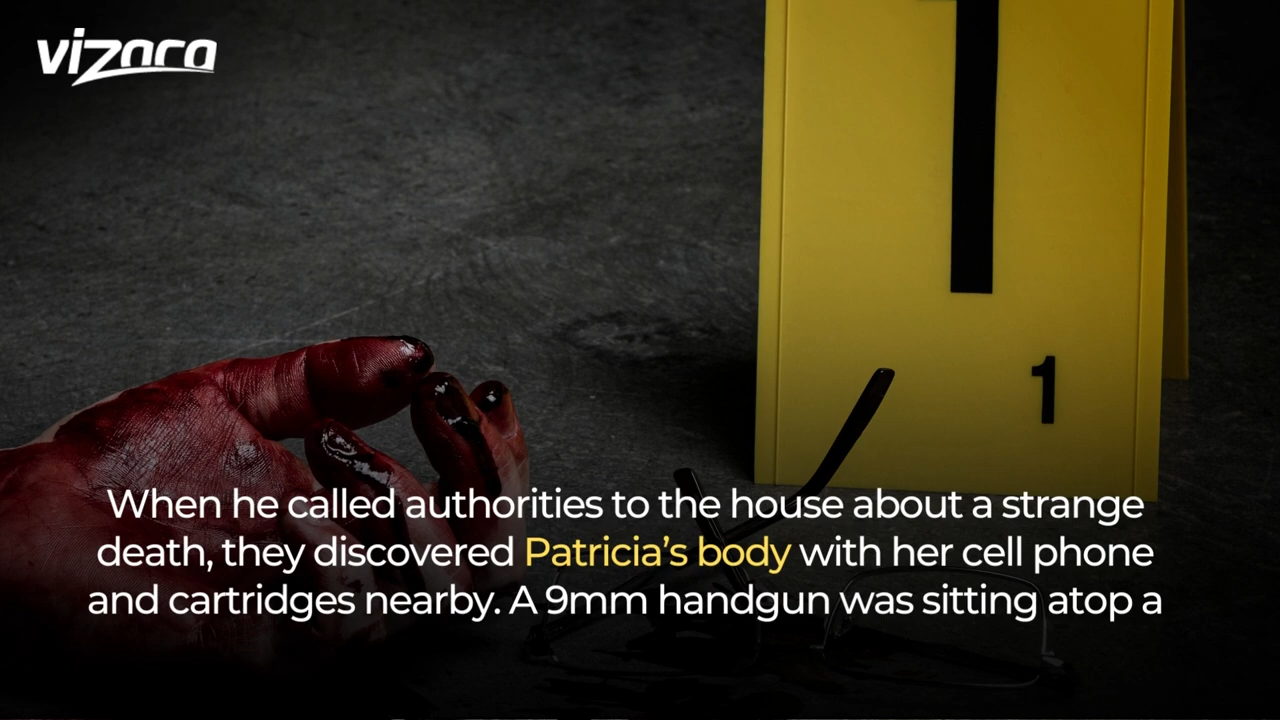 vizaca
1
1
When he called authorities to the house about a strange
death, they discovered Patricia’s body with her cell phone
and cartridges nearby. A 9mm handgun was sitting atop a